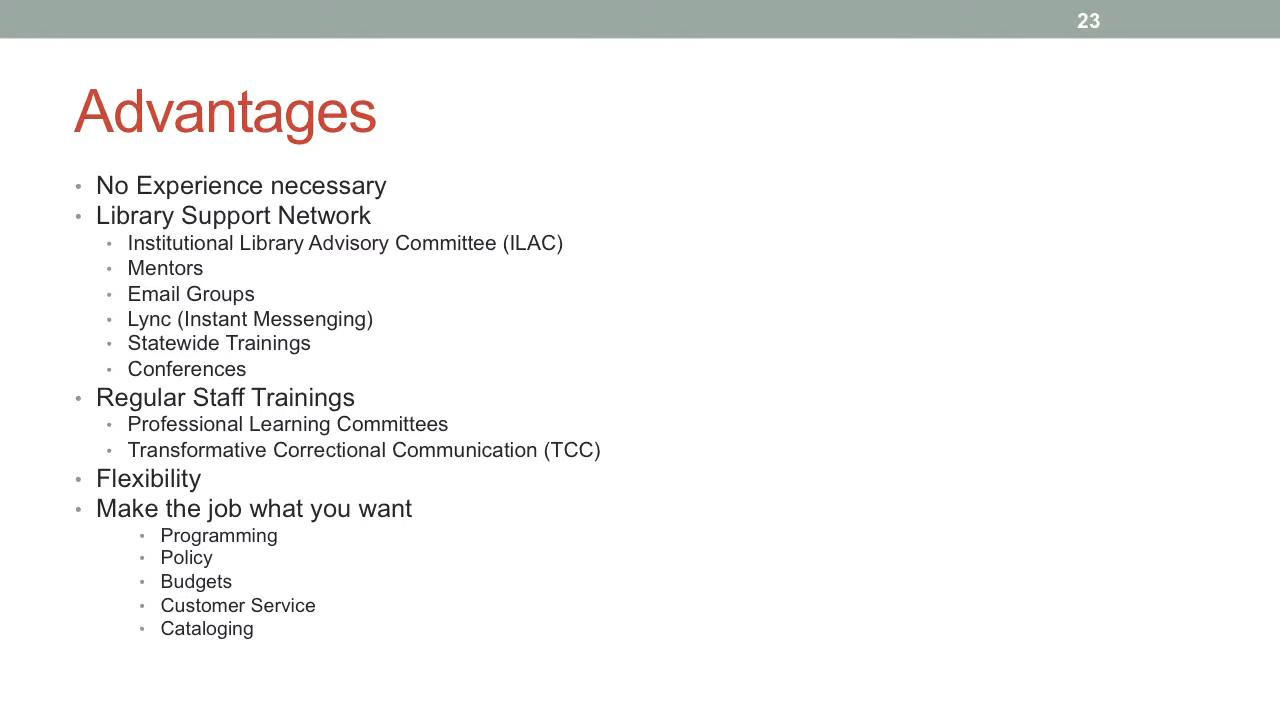 23
Advantages
• No Experience necessary
• Library Support Network
• Institutional Library Advisory Committee (ILAC)
• Mentors
• Email Groups
• Lync (Instant Messenging)
• Statewide Trainings
• Conferences
• Regular Staff Trainings
• Professional Learning Committees
• Transformative Correctional Communication (TCC)
• Flexibility
• Make the job what you want
• Programming
• Policy
• Budgets
• Customer Service
• Cataloging